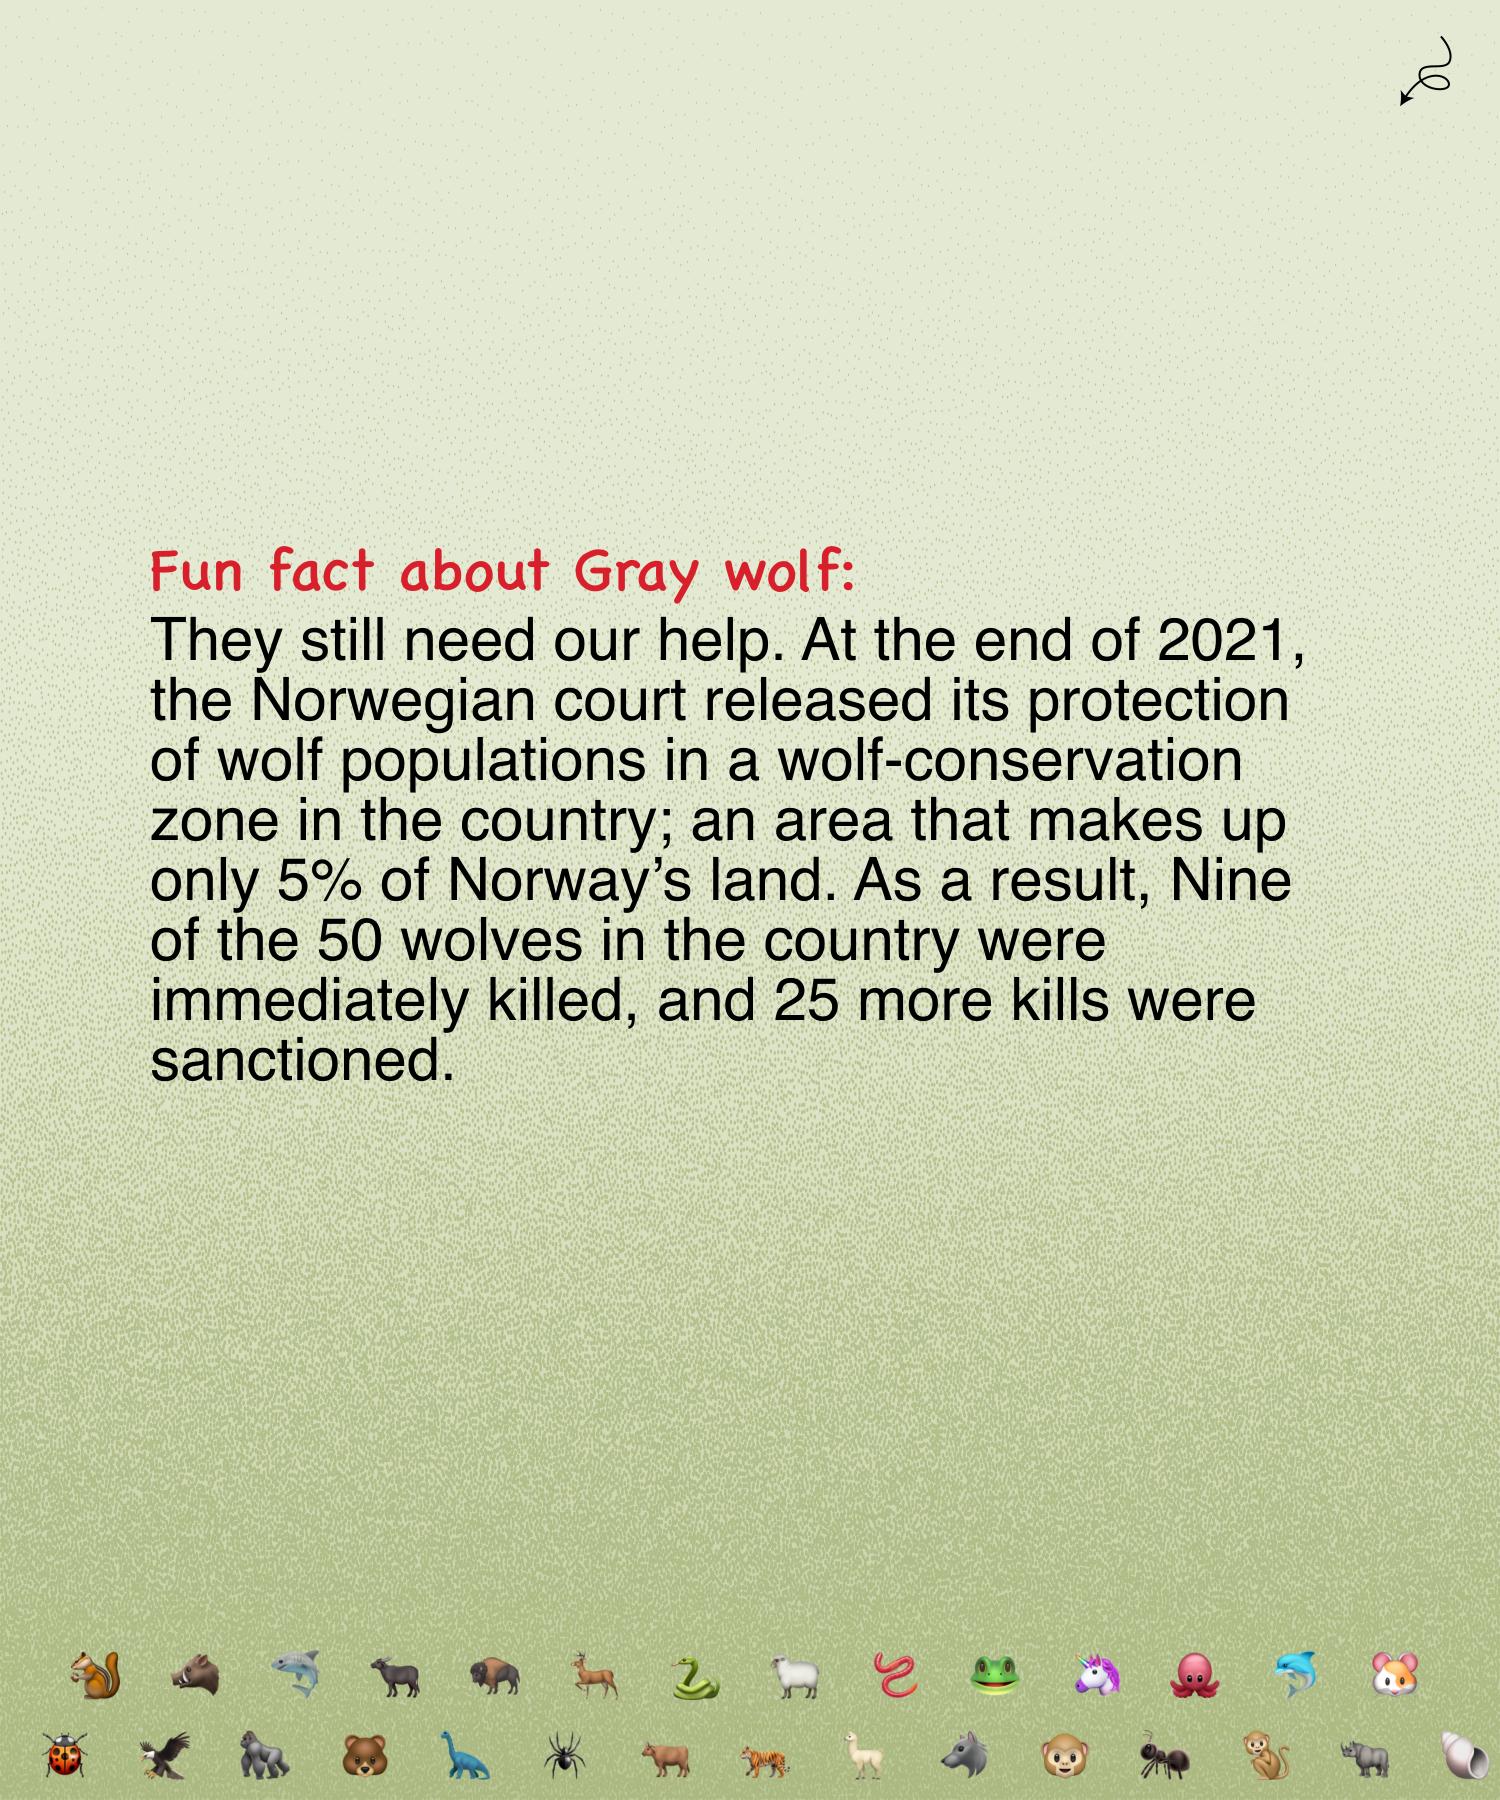 Fun fact about Gray wolf:
They still need our help. At the end of 2021,
the Norwegian court released its protection
of wolf populations in a wolf-conservation
zone in the country; an area that makes up
only 5% of Norway’s land. As a result, Nine
of the 50 wolves in the country were
immediately killed, and 25 more kills were
sanctioned.